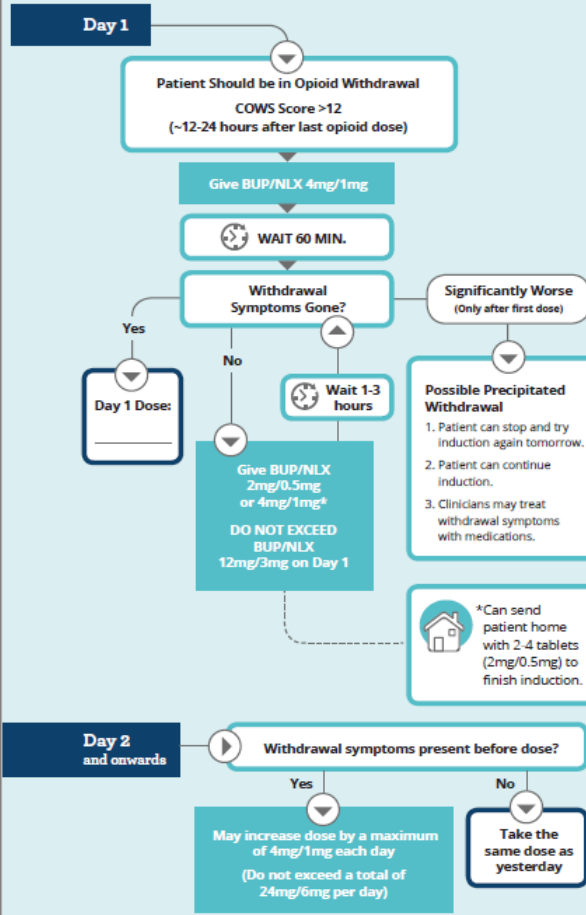 Day 1
Patient Should be in Opioid Withdrawal
COWS Score >12
(~12-24 hours after last opioid dose)
Give BUP/NLX 4mg/1mg
WAIT 60 MIN.
Withdrawal
Symptoms Gone?
Significantly Worse
(Only after first dose)
Yes
No
Wait 1-3
hours
Day 1 Dose:
Possible Precipitated
Withdrawal
1. Patient can stop and try
induction again tomorrow.
2. Patient can continue
induction.
3. Clinicians may treat
withdrawal symptoms
with medications.
Give BUP/NLX
2mg/0.5mg
or 4mg/1mg*
DO NOT EXCEED
BUP/NLX
12mg/3mg on Day 1
*Can send
patient home
with 2-4 tablets
(2mg/0.5mg) to
finish induction.
Day 2
and onwards
Withdrawal symptoms present before dose?
Yes
No
May increase dose by a maximum
of 4mg/1mg each day
(Do not exceed a total of
24mg/6mg per day)
Take the
same dose as
yesterday